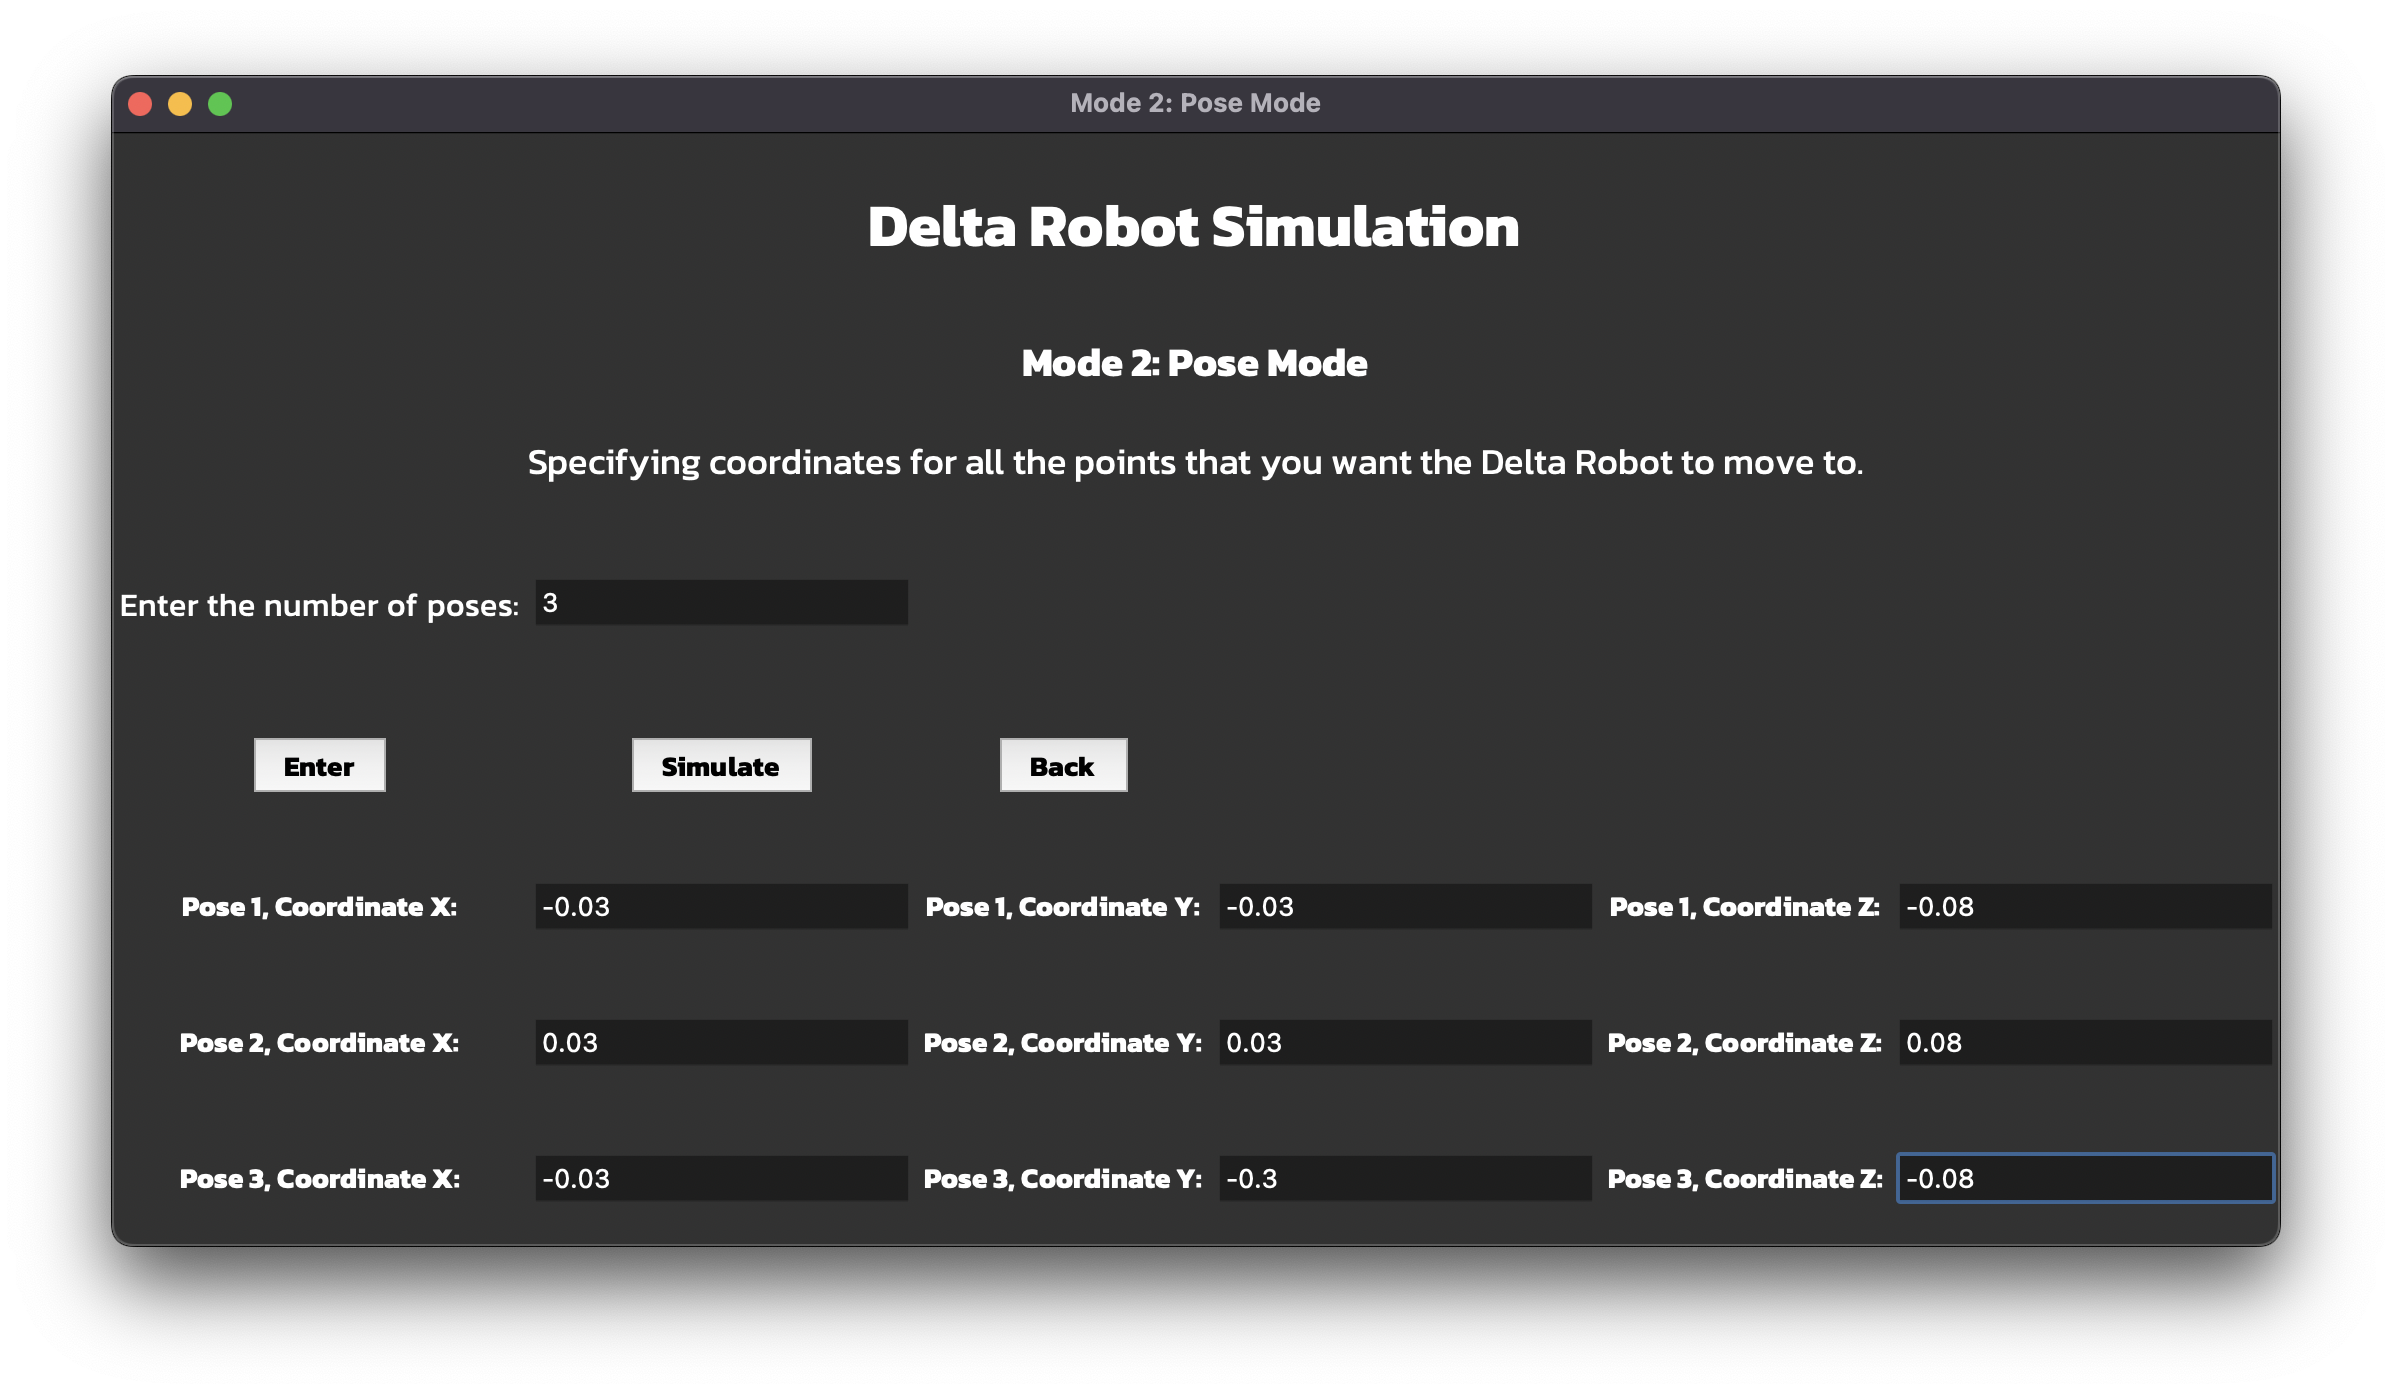 Mode 2: Pose Mode
Delta Robot Simulation
Mode 2: Pose Mode
Specifying coordinates for all the points that you want the Delta Robot to move to.
Enter the number of poses: 3
Enter Simulate Back
Pose 1, Coordinate X: -0.03 Pose 1, Coordinate Y: -0.03 Pose 1, Coordinate Z: -0.08
Pose 2, Coordinate X: 0.03 Pose 2, Coordinate Y: 0.03 Pose 2, Coordinate Z: 0.08
Pose 3, Coordinate X: -0.03 Pose 3, Coordinate Y: -0.3 Pose 3, Coordinate Z: -0.08